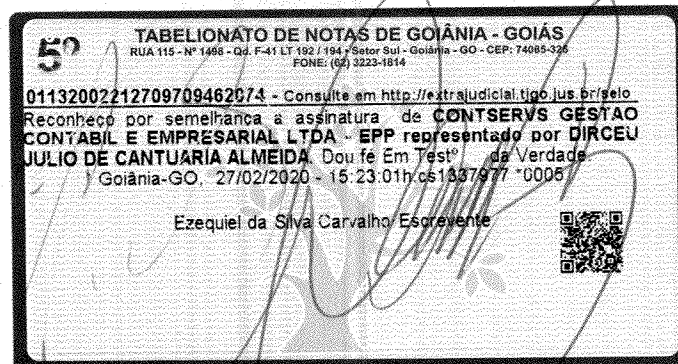 5º
TABELIONATO DE NOTAS DE GOIÂNIA - GOIÁS
RUA 115 - Nº 1498 - Qd. F-41 LT 192 / 194 - Setor Sul - Goiânia - GO - CEP: 74085-325
FONE: (62) 3223-1814
01132002212709709462074 - Consulte em http://extrajudicial.tjgo.jus.br/selo
Reconheço por semelhança a assinatura de CONTSERVS GESTAO
CONTABIL E EMPRESARIAL LTDA - EPP representado por DIRCEU
JULIO DE CANTUARIA ALMEIDA. Dou fé Em Testº da Verdade.
Goiânia-GO, 27/02/2020 - 15:23:01h cs1337977 *0005
Ezequiel da Silva Carvalho Escrevente